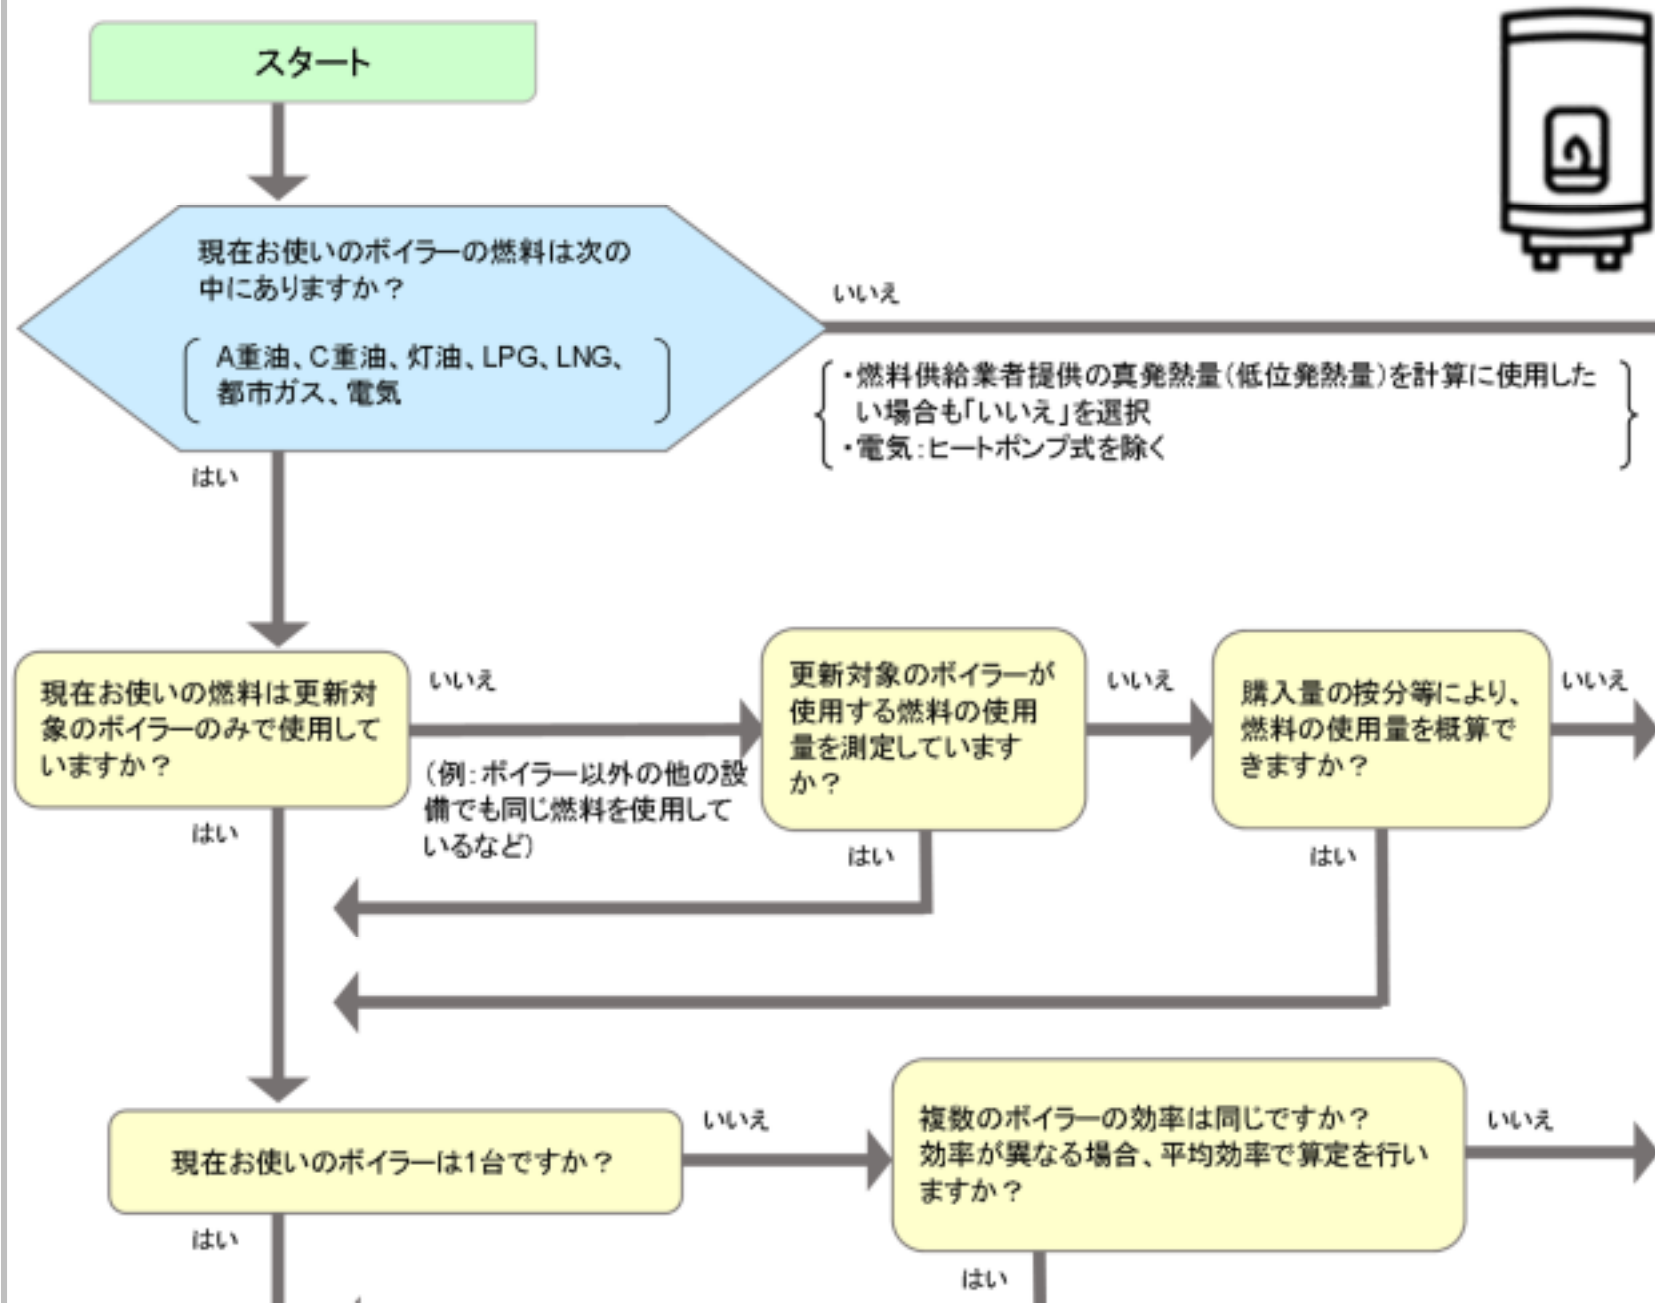 スタート
現在お使いのボイラーの燃料は次の
中にありますか？
A重油、C重油、灯油、LPG、LNG、
都市ガス、電気
いいえ
・燃料供給業者提供の真発熱量（低位発熱量）を計算に使用した
い場合も「いいえ」を選択
・電気：ヒートポンプ式を除く
はい
現在お使いの燃料は更新対
象のボイラーのみで使用して
いますか？
いいえ
（例：ボイラー以外の他の設
備でも同じ燃料を使用して
いるなど）
更新対象のボイラーが
使用する燃料の使用
量を測定しています
か？
いいえ
購入量の按分等により、
燃料の使用量を概算で
きますか？
いいえ
はい
はい
はい
現在お使いのボイラーは1台ですか？
いいえ
複数のボイラーの効率は同じですか？
効率が異なる場合、平均効率で算定を行い
ますか？
いいえ
はい
はい